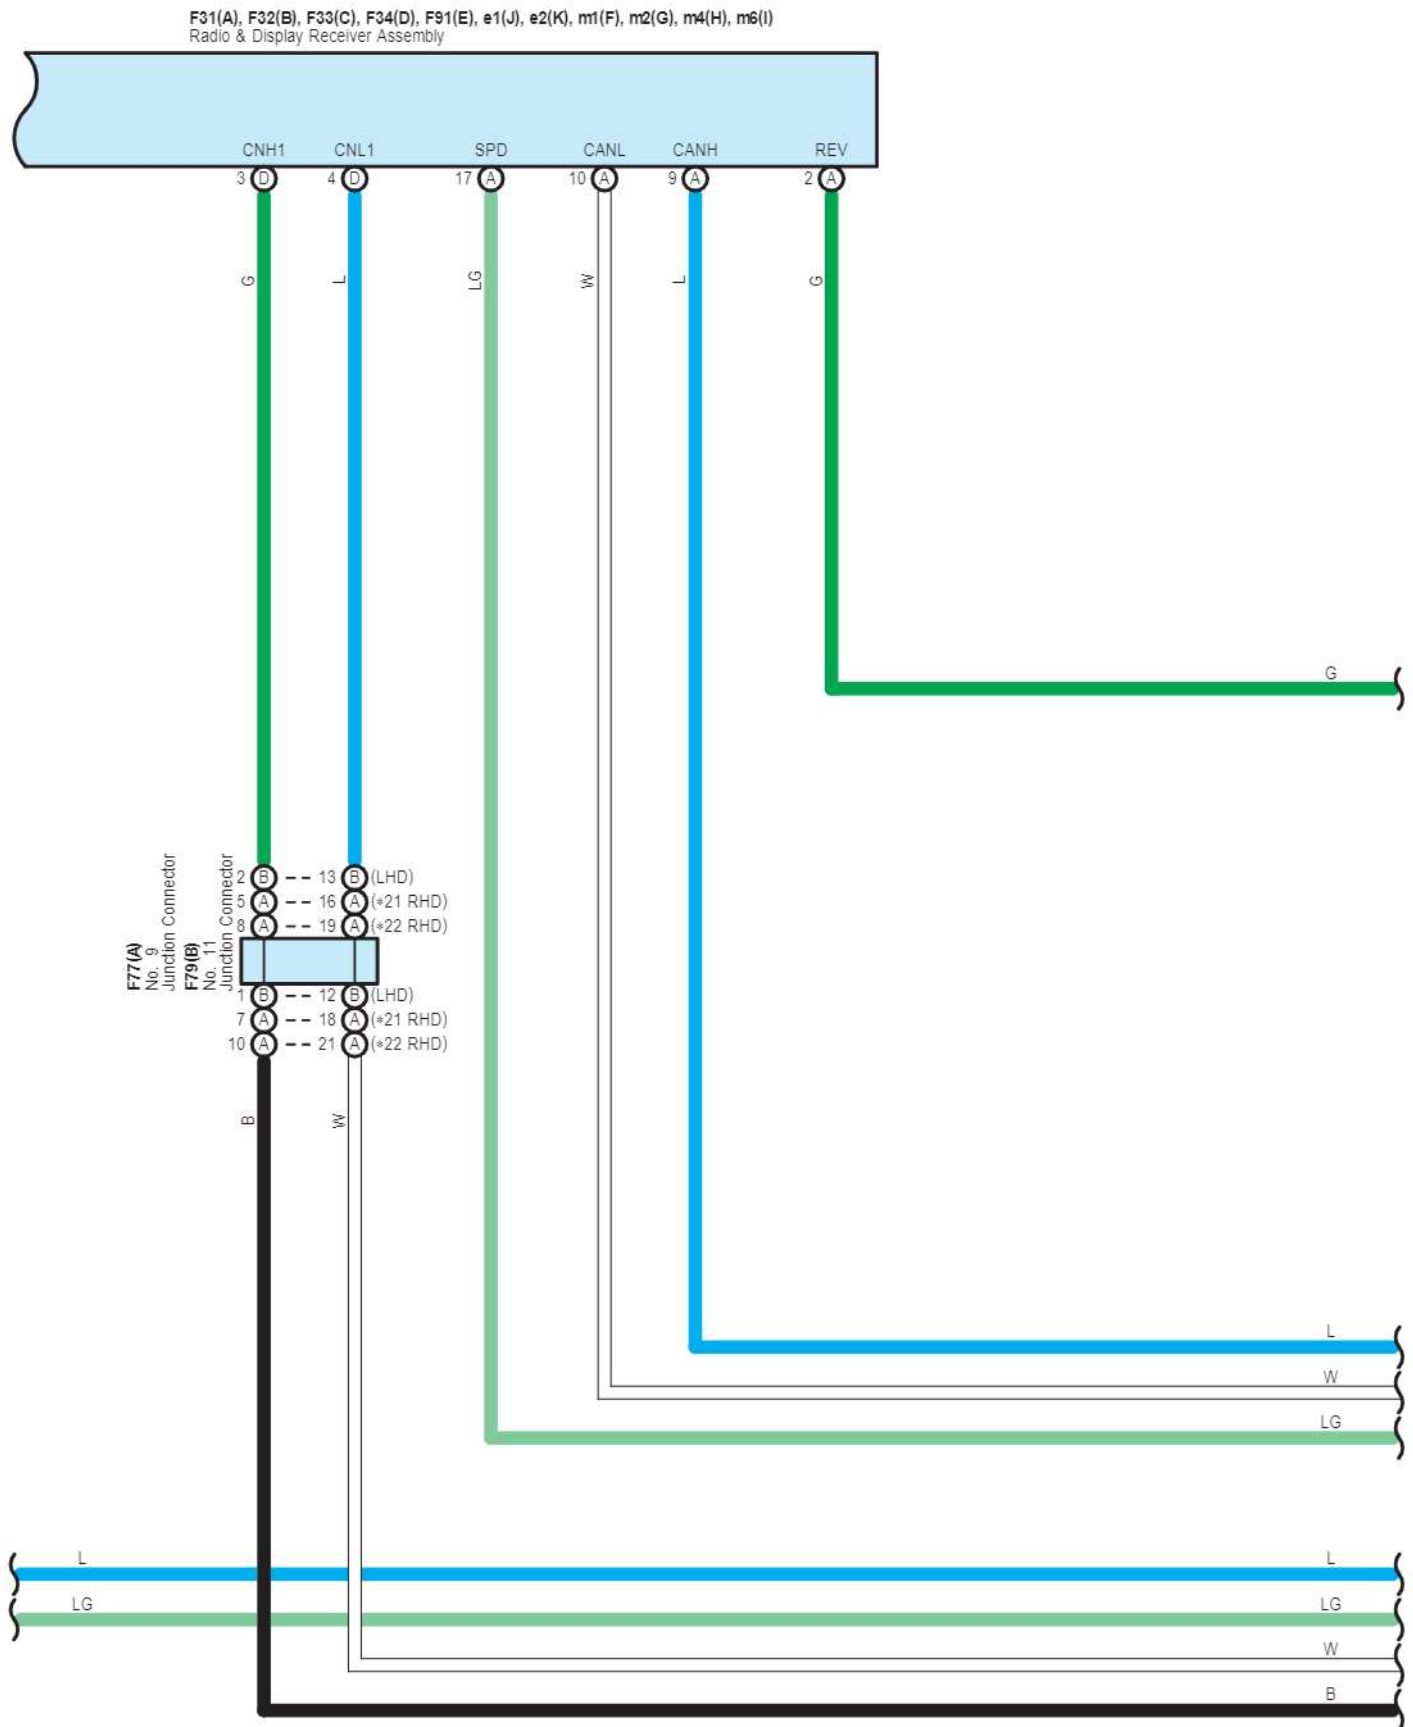 F31(A), F32(B), F33(C), F34(D), F91(E), e1(J), e2(K), m1(F), m2(G), m4(H), m6(I)
Radio & Display Receiver Assembly
CNH1 CNL1 SPD CANL CANH REV
3 D 4 D 17 A 10 A 9 A 2 A
G L LG W L G
G
2 B -- 13 B (LHD)
5 A -- 16 A (*21 RHD)
8 A -- 19 A (*22 RHD)
F77(A)
No. 9
Junction Connector
F79(B)
No. 11
Junction Connector
1 B -- 12 B (LHD)
7 A -- 18 A (*21 RHD)
10 A -- 21 A (*22 RHD)
B W
L
W
LG
L L
LG LG
W
B